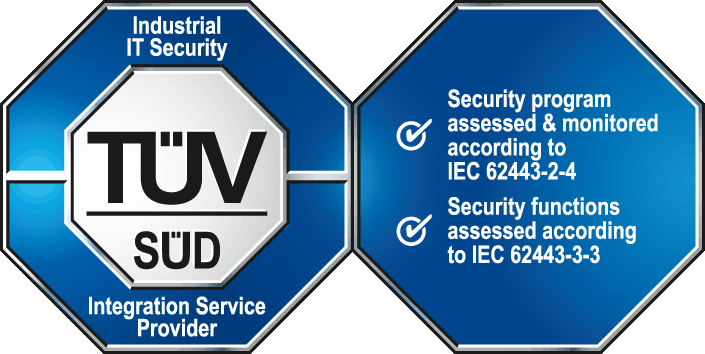 Industrial
IT Security
TÜV
SÜD
Integration Service
Provider
Security program
assessed & monitored
according to
IEC 62443-2-4
Security functions
assessed according
to IEC 62443-3-3